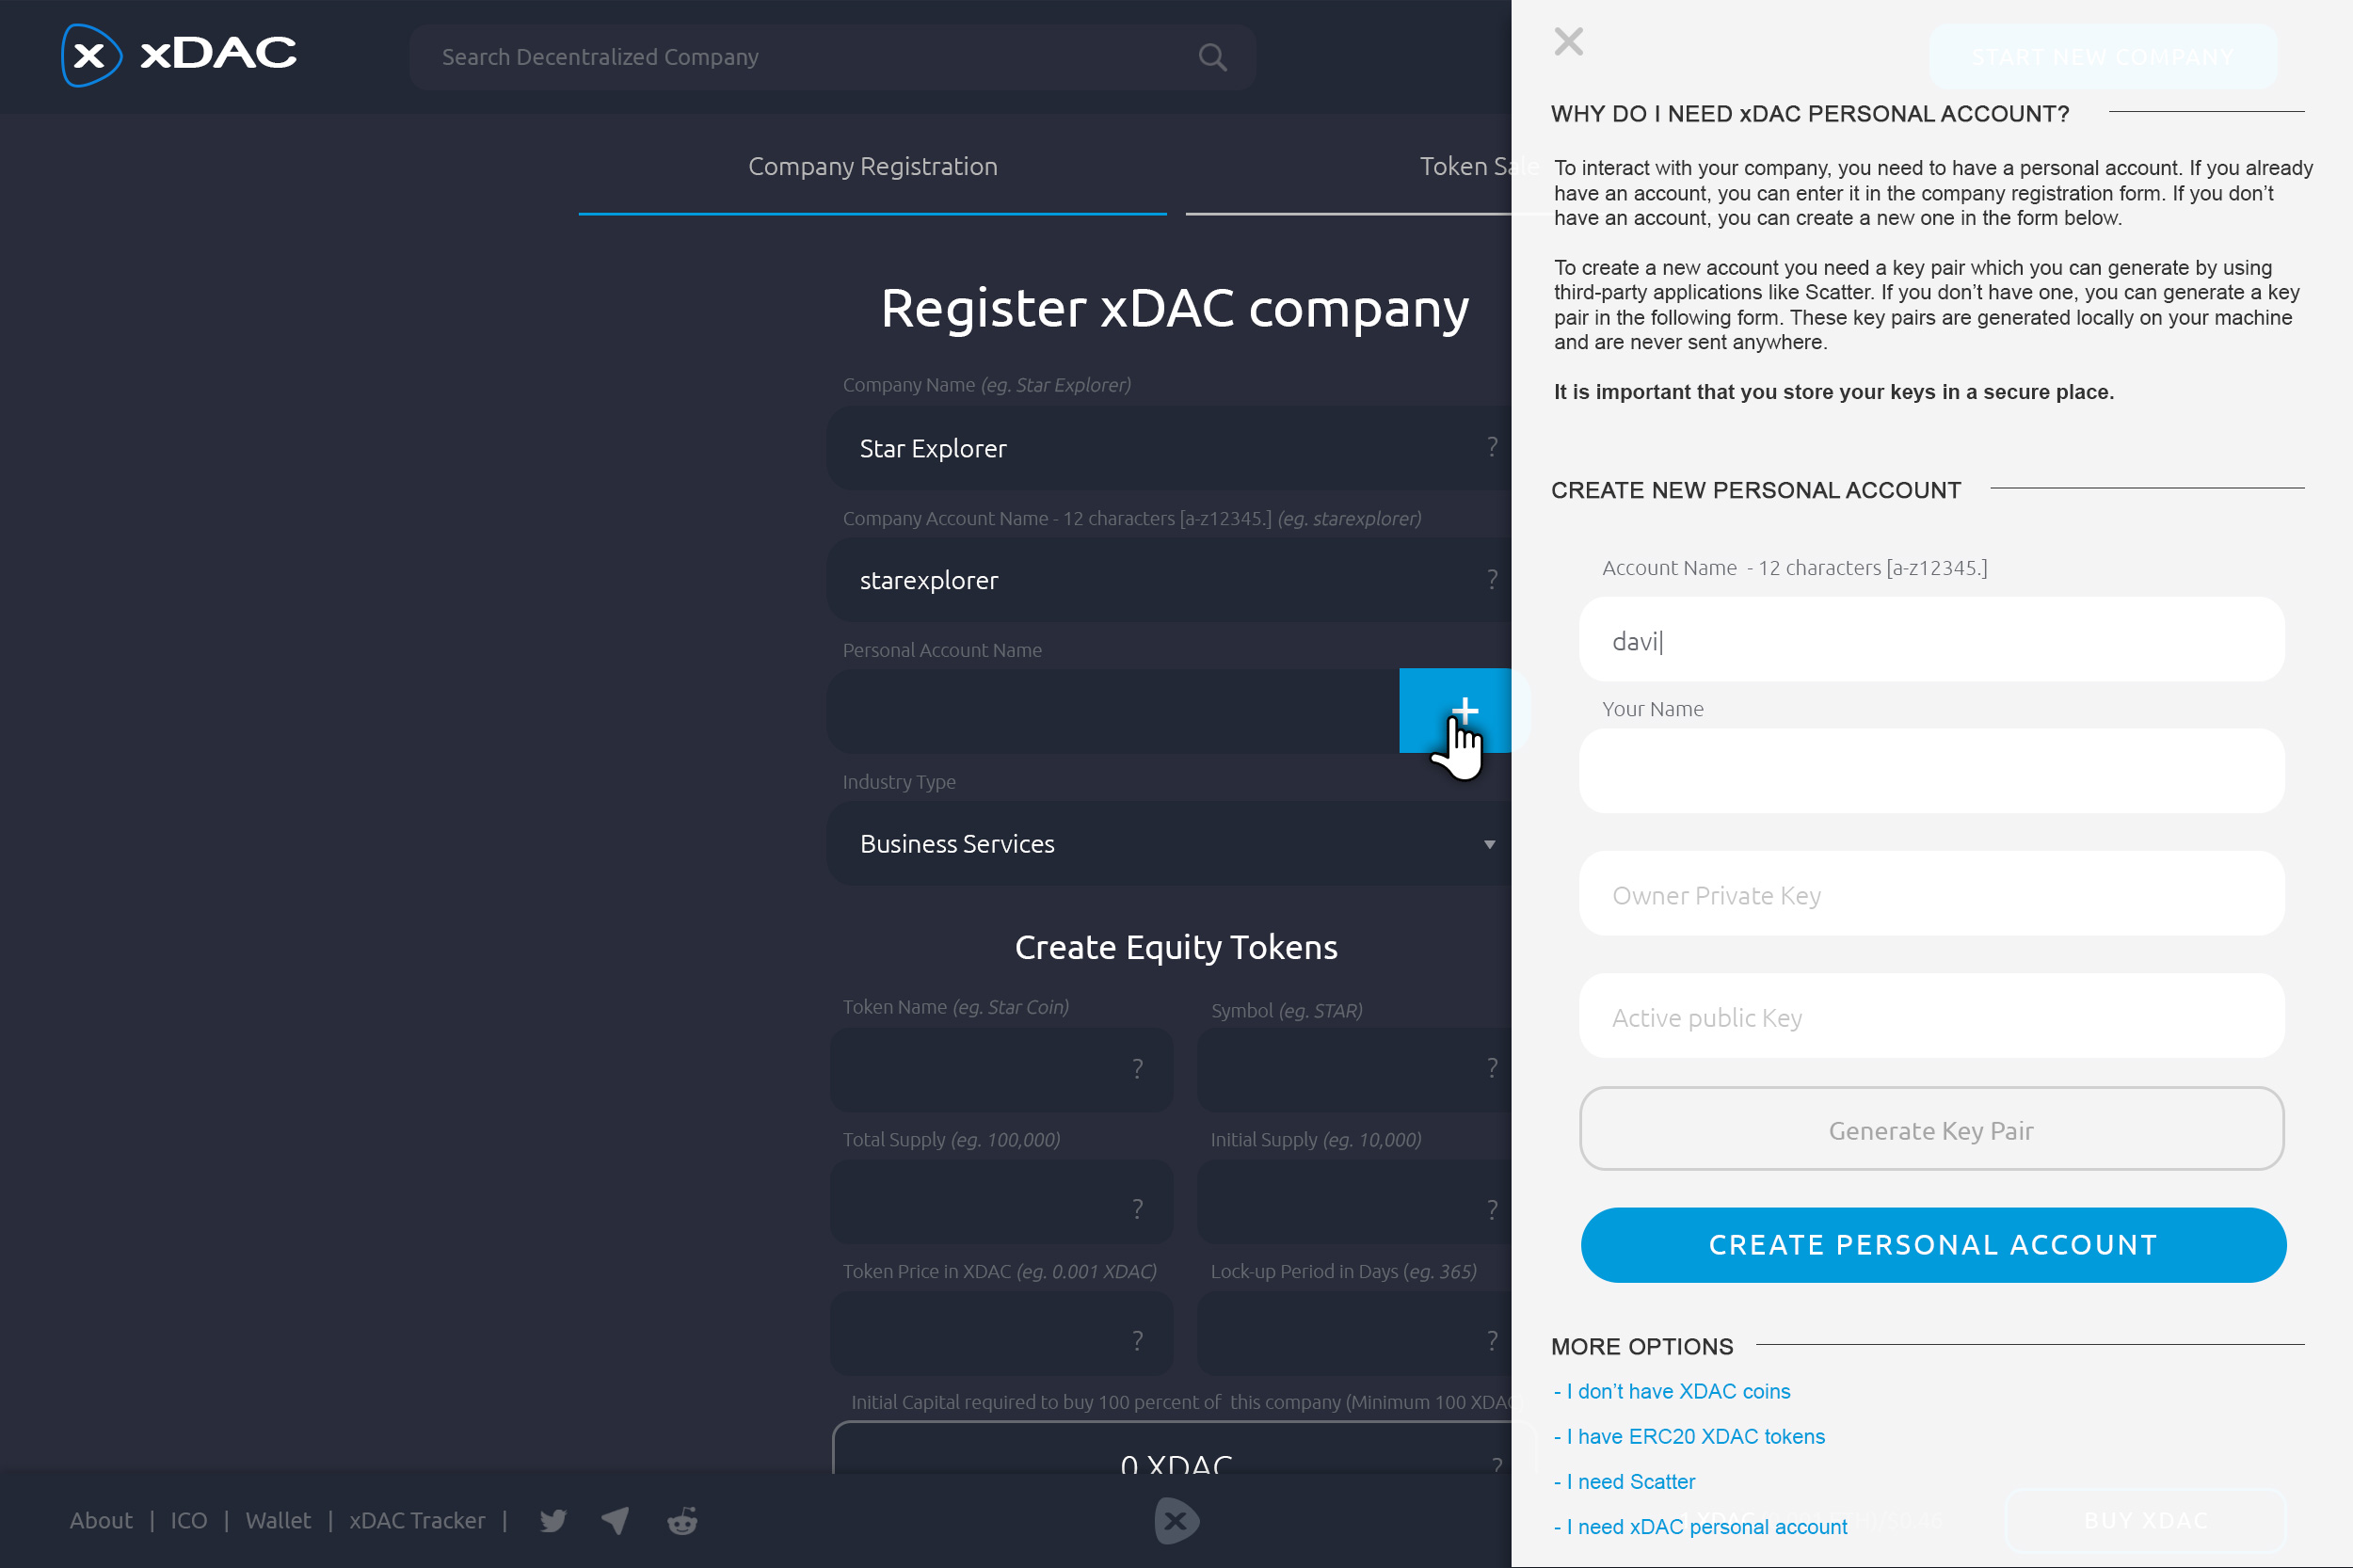 xDAC
Search Decentralized Company
START NEW COMPANY
Company Registration
Token Sale
Register xDAC company
Company Name (eg. Star Explorer)
Star Explorer
?
Company Account Name - 12 characters [a-z12345.] (eg. starexplorer)
starexplorer
?
Personal Account Name
+
Industry Type
Business Services
Create Equity Tokens
Token Name (eg. Star Coin)
Symbol (eg. STAR)
?
?
Total Supply (eg. 100,000)
Initial Supply (eg. 10,000)
?
?
Token Price in XDAC (eg. 0.001 XDAC)
Lock-up Period in Days (eg. 365)
?
?
Initial Capital required to buy 100 percent of this company (Minimum 100 XDAC)
0 XDAC
?
About | ICO | Wallet | xDAC Tracker |
WHY DO I NEED xDAC PERSONAL ACCOUNT?
To interact with your company, you need to have a personal account. If you already
have an account, you can enter it in the company registration form. If you don’t
have an account, you can create a new one in the form below.
To create a new account you need a key pair which you can generate by using
third-party applications like Scatter. If you don’t have one, you can generate a key
pair in the following form. These key pairs are generated locally on your machine
and are never sent anywhere.
It is important that you store your keys in a secure place.
CREATE NEW PERSONAL ACCOUNT
Account Name - 12 characters [a-z12345.]
davi|
Your Name
Owner Private Key
Active public Key
Generate Key Pair
CREATE PERSONAL ACCOUNT
MORE OPTIONS
- I don’t have XDAC coins
- I have ERC20 XDAC tokens
- I need Scatter
- I need xDAC personal account
BUY XDAC